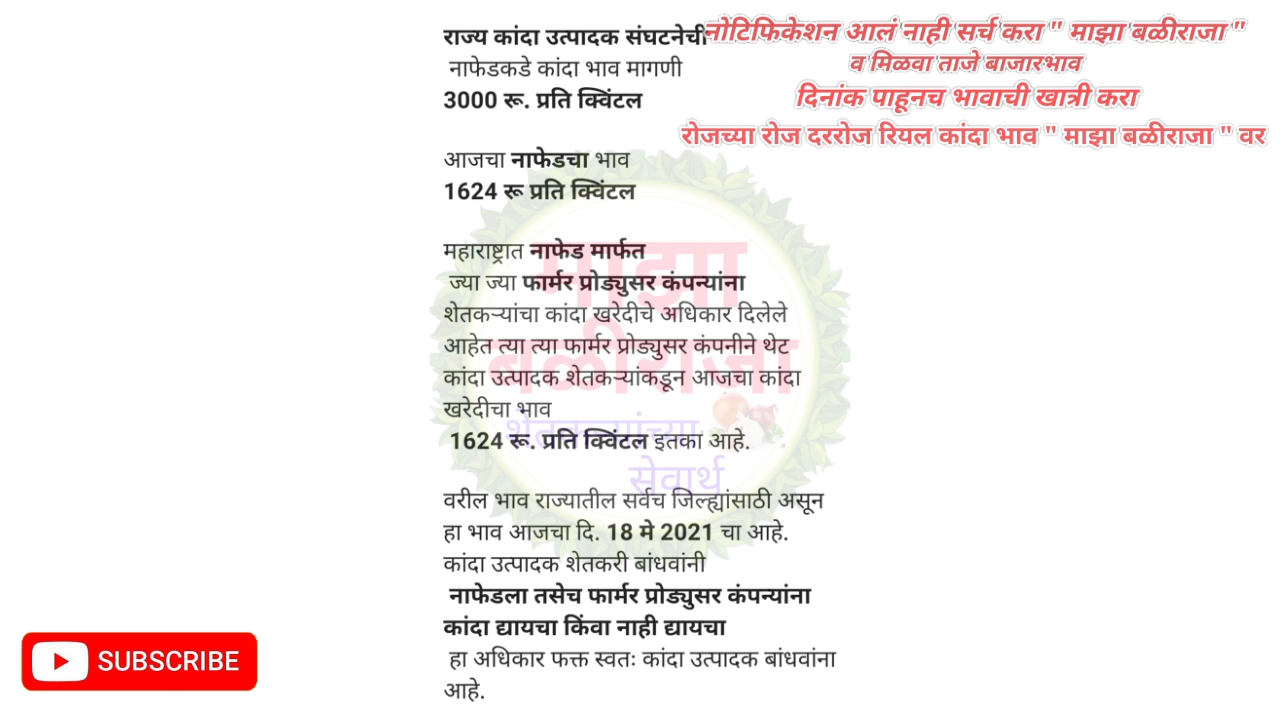 राज्य कांदा उत्पादक संघटनेची
नाफेडकडे कांदा भाव मागणी
3000 रू. प्रति क्विंटल
नोटिफिकेशन आलं नाही सर्च करा " माझा बळीराजा "
व मिळवा ताजे बाजारभाव
दिनांक पाहूनच भावाची खात्री करा
रोजच्या रोज दररोज रियल कांदा भाव " माझा बळीराजा " वर
आजचा नाफेडचा भाव
1624 रू प्रति क्विंटल
महाराष्ट्रात नाफेड मार्फत
ज्या ज्या फार्मर प्रोड्युसर कंपन्यांना
शेतकऱ्यांचा कांदा खरेदीचे अधिकार दिलेले
आहेत त्या त्या फार्मर प्रोड्युसर कंपनीने थेट
कांदा उत्पादक शेतकऱ्यांकडून आजचा कांदा
खरेदीचा भाव
1624 रू. प्रति क्विंटल इतका आहे.
वरील भाव राज्यातील सर्वच जिल्ह्यांसाठी असून
हा भाव आजचा दि. 18 मे 2021 चा आहे.
कांदा उत्पादक शेतकरी बांधवांनी
नाफेडला तसेच फार्मर प्रोड्युसर कंपन्यांना
कांदा द्यायचा किंवा नाही द्यायचा
हा अधिकार फक्त स्वतः कांदा उत्पादक बांधवांना
आहे.
माझा
बळीराजा
शेतकऱ्यांच्या
सेवार्थ
SUBSCRIBE